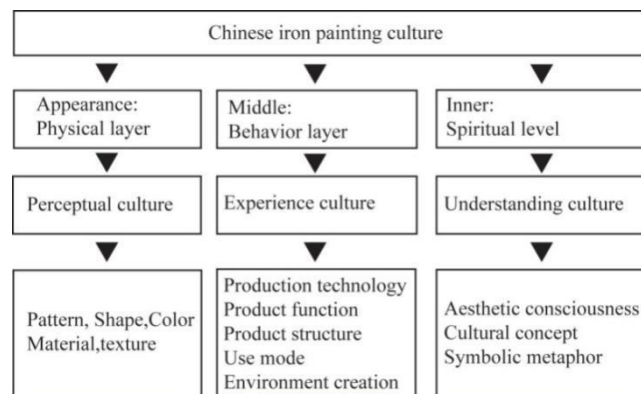 Chinese iron painting culture
Appearance:
Physical layer
Middle:
Behavior layer
Inner:
Spiritual level
Perceptual culture
Experience culture
Understanding culture
Pattern, Shape,Color
Material,texture
Production technology
Product function
Product structure
Use mode
Environment creation
Aesthetic consciousness
Cultural concept
Symbolic metaphor